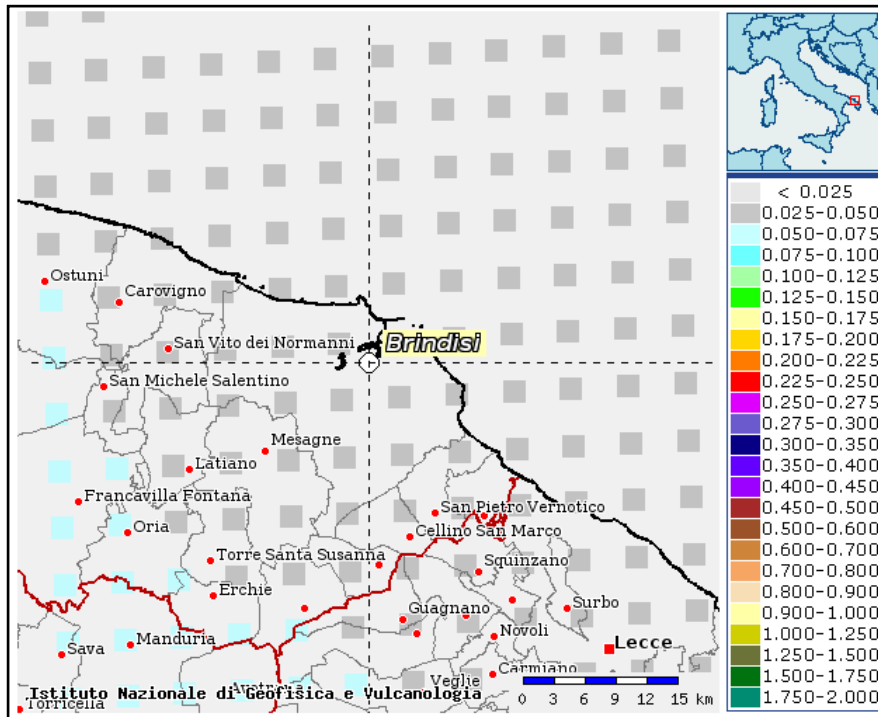 Ostuni
Carovigno
San Vito dei Normanni
Brindisi
San Michele Salentino
Mesagne
Latiano
Francavilla Fontana
Oria
San Pietro Vernotico
Cellino San Marco
Torre Santa Susanna
Squinzano
Erchie
Guagnano
Surbo
Manduria
Novoli
Lecce
Sava
Carmiano
Veglie
Istituto Nazionale di Geofisica e Vulcanologia
Torricella
0 3 6 9 12 15 km
< 0.025
0.025-0.050
0.050-0.075
0.075-0.100
0.100-0.125
0.125-0.150
0.150-0.175
0.175-0.200
0.200-0.225
0.225-0.250
0.250-0.275
0.275-0.300
0.300-0.350
0.350-0.400
0.400-0.450
0.450-0.500
0.500-0.600
0.600-0.700
0.700-0.800
0.800-0.900
0.900-1.000
1.000-1.250
1.250-1.500
1.500-1.750
1.750-2.000